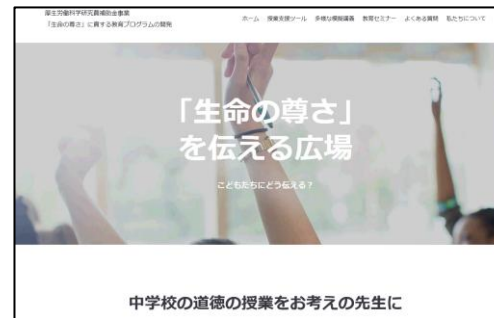 厚生労働科学研究費補助金事業
「生命の尊さ」に資する教育プログラムの開発
ホーム 授業支援ツール 多様な模擬講義 教育セミナー よくある質問 私たちについて
「生命の尊さ」
を伝える広場
こどもたちにどう伝える？
中学校の道徳の授業をお考えの先生に